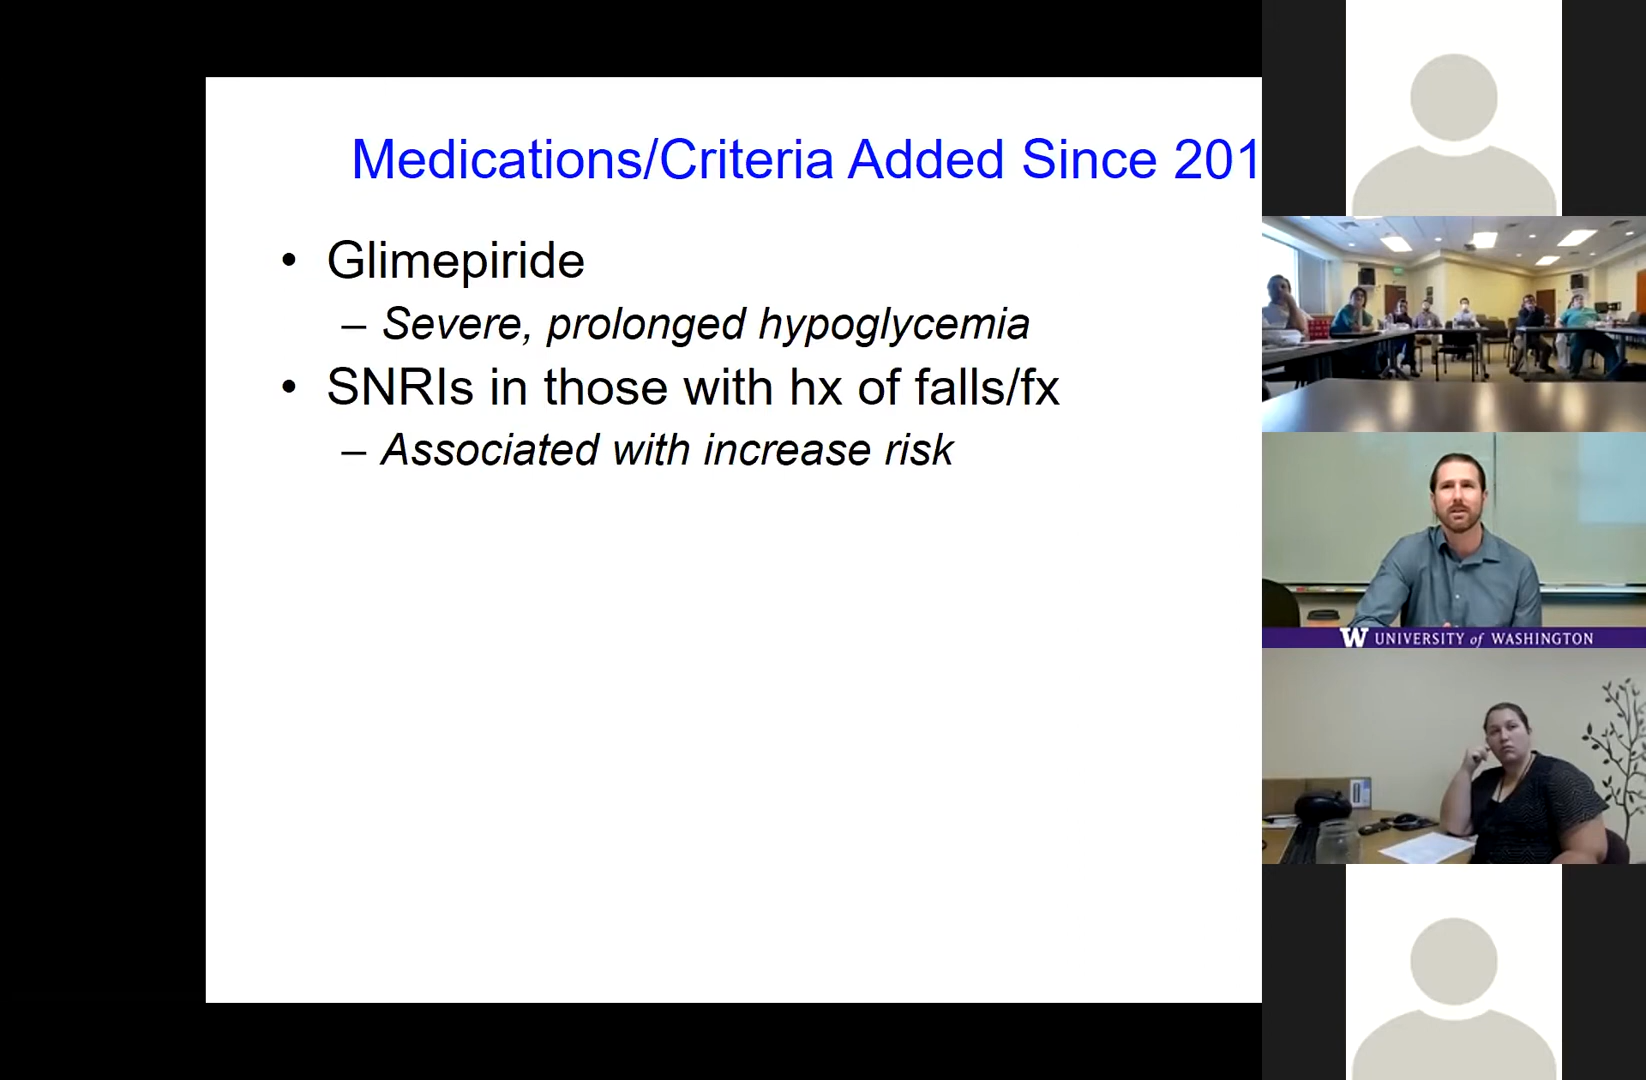 Medications/Criteria Added Since 201
• Glimepiride
– Severe, prolonged hypoglycemia
• SNRIs in those with hx of falls/fx
– Associated with increase risk
W UNIVERSITY of WASHINGTON